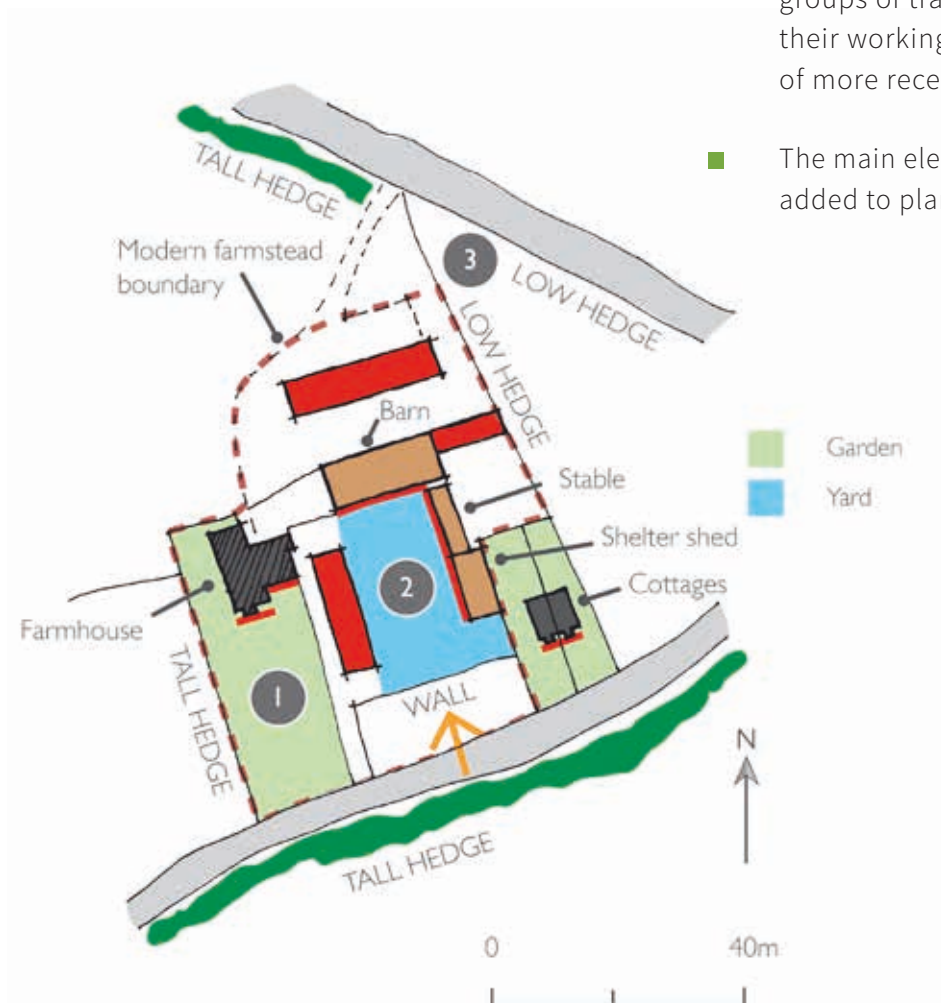 groups of tra
their working
of more rece
The main ele
added to pla
TALL HEDGE
Modern farmstead
boundary
3
LOW HEDGE
LOW HEDGE
Barn
Garden
Yard
Stable
Shelter shed
2
Cottages
Farmhouse
TALL HEDGE
1
WALL
N
TALL HEDGE
0 40m